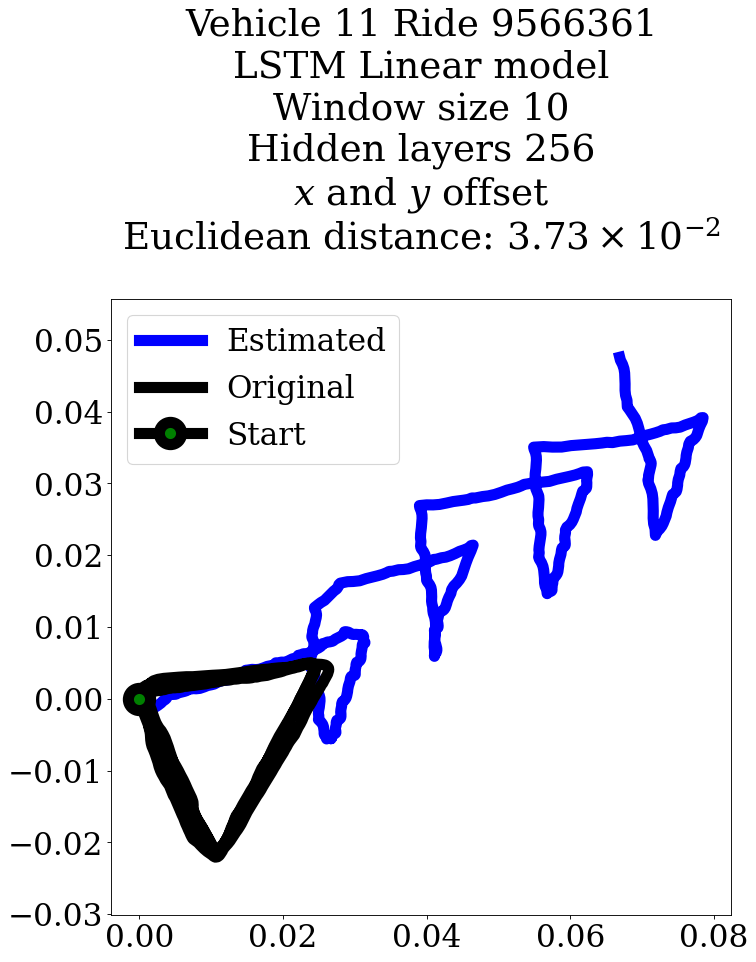 Vehicle 11 Ride 9566361
LSTM Linear model
Window size 10
Hidden layers 256
x and y offset
Euclidean distance: 3.73 × 10⁻²
Estimated
Original
Start
0.05
0.04
0.03
0.02
0.01
0.00
−0.01
−0.02
−0.03
0.00 0.02 0.04 0.06 0.08